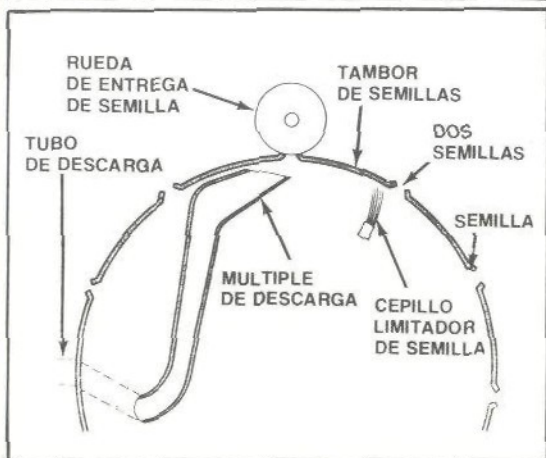 RUEDA
DE ENTREGA
DE SEMILLA
TAMBOR
DE SEMILLAS
TUBO
DE DESCARGA
DOS
SEMILLAS
SEMILLA
MULTIPLE
DE DESCARGA
CEPILLO
LIMITADOR
DE SEMILLA